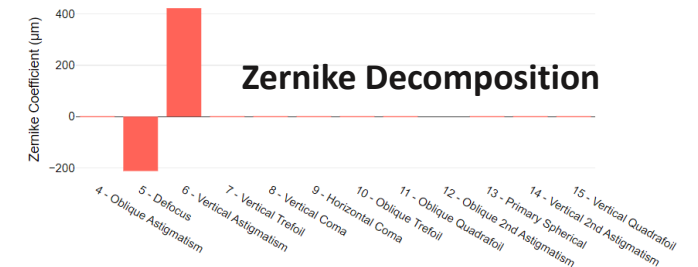 400
200
0
−200
Zernike Coefficient (μm)
Zernike Decomposition
4 - Oblique Astigmatism
5 - Defocus
6 - Vertical Astigmatism
7 - Vertical Trefoil
8 - Vertical Coma
9 - Horizontal Coma
10 - Oblique Trefoil
11 - Oblique Quadrafoil
12 - Oblique 2nd Astigmatism
13 - Primary Spherical
14 - Vertical 2nd Astigmatism
15 - Vertical Quadrafoil